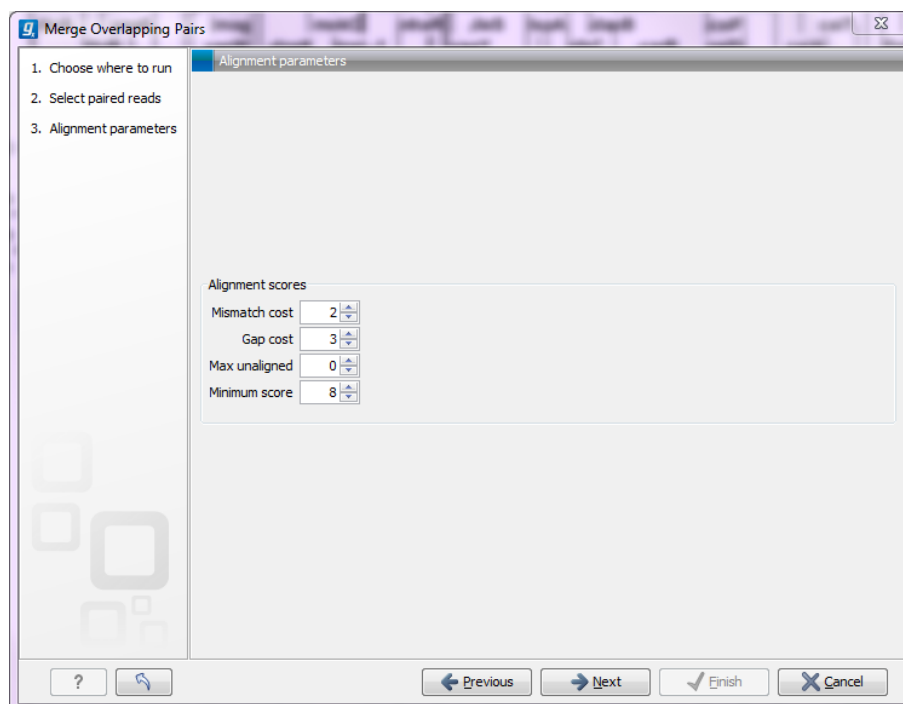 Merge Overlapping Pairs
1. Choose where to run
2. Select paired reads
3. Alignment parameters
Alignment parameters
Alignment scores
Mismatch cost 2
Gap cost 3
Max unaligned 0
Minimum score 8
? Previous Next Finish Cancel